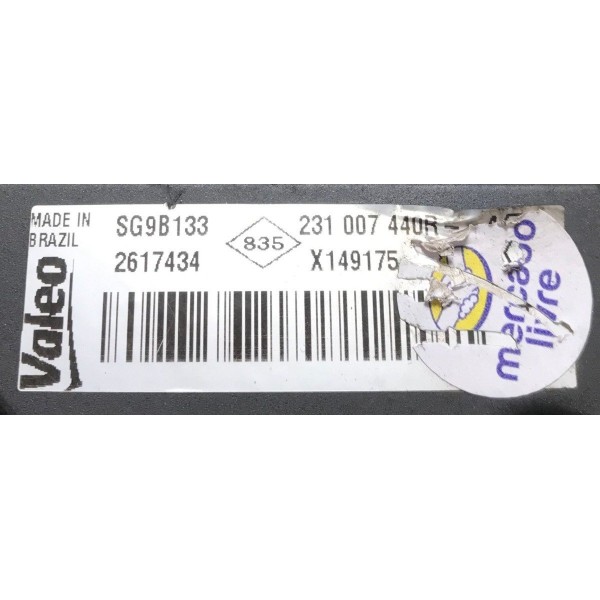 MADE IN
BRAZIL
Valeo
SG9B133
2617434
835
231 007 440R
X149175
mercado
livre